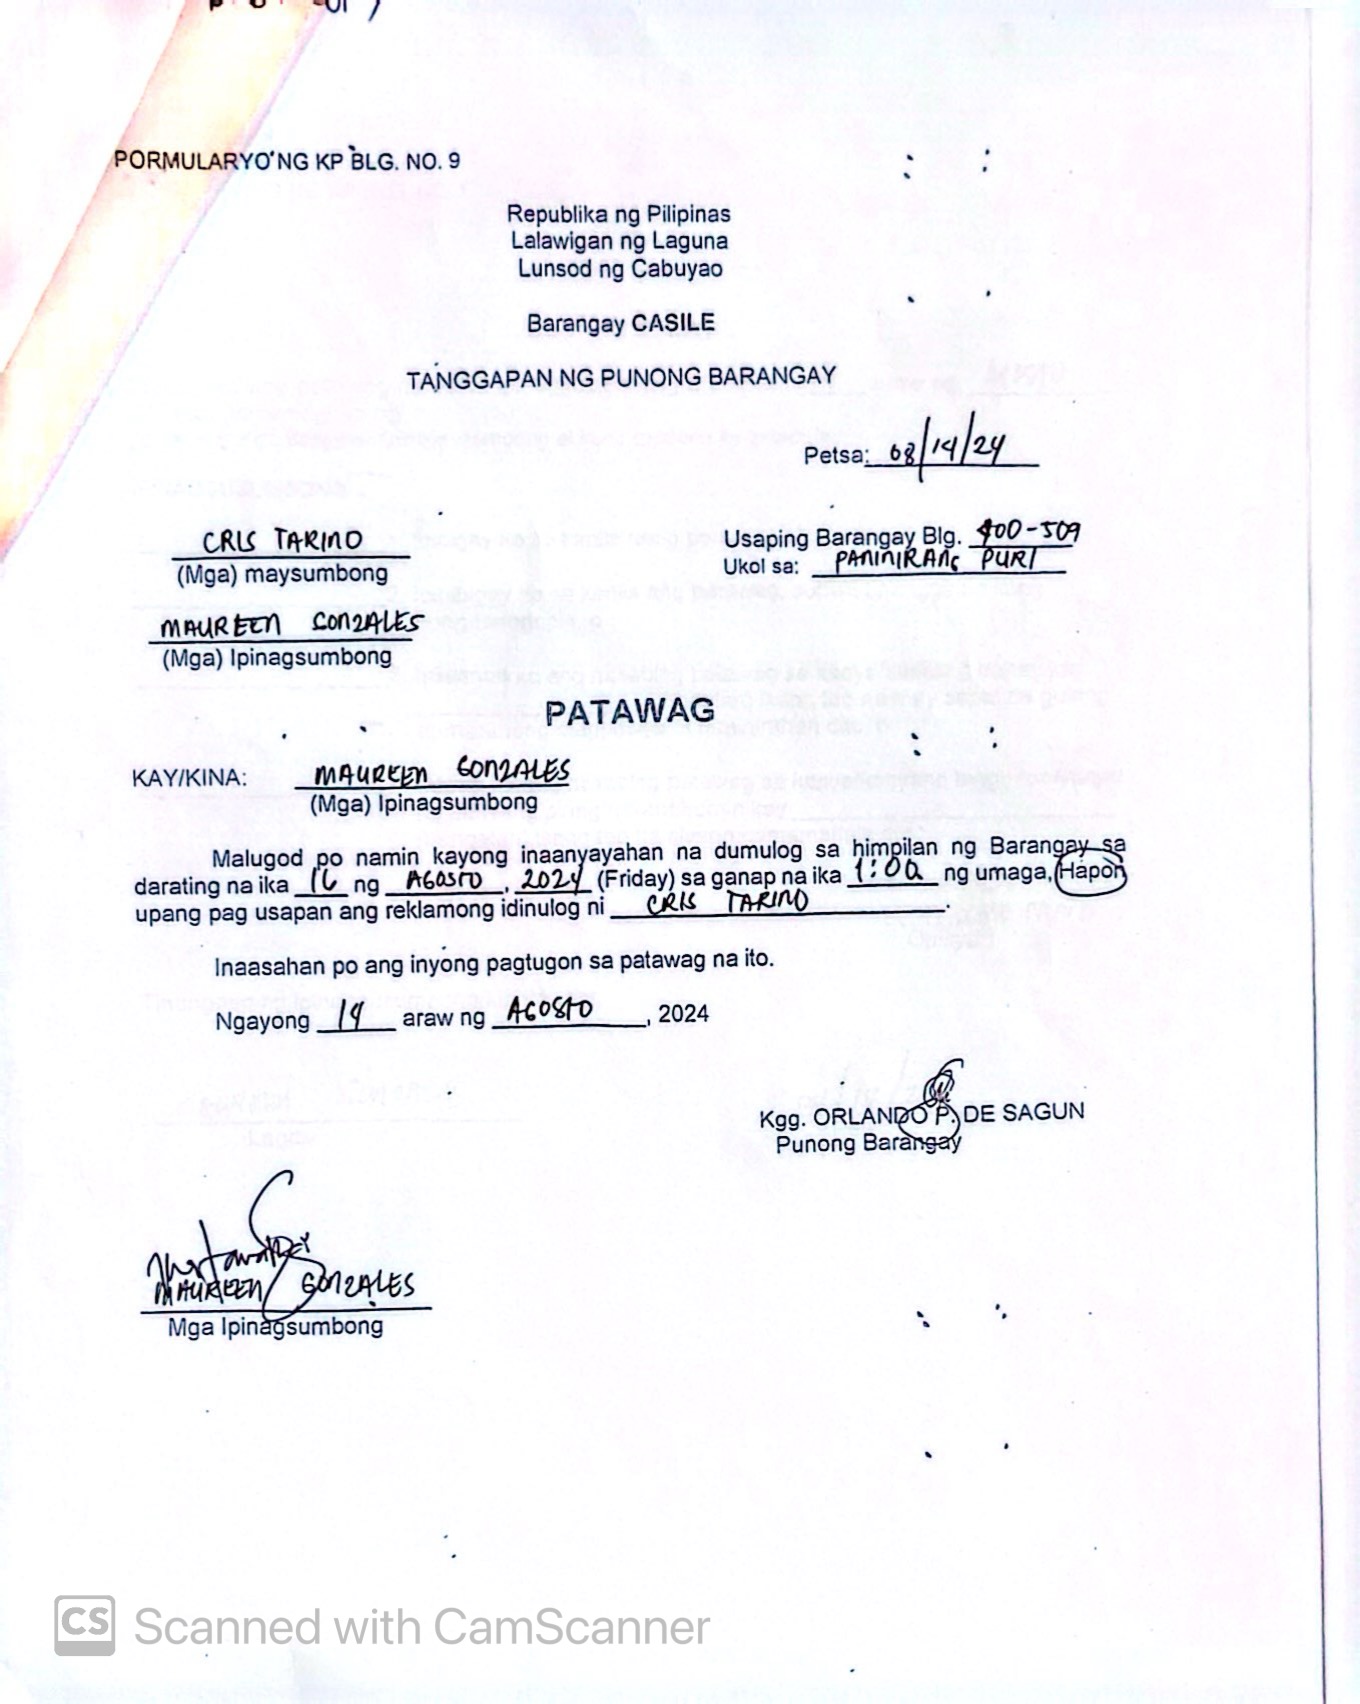 PORMULARYO NG KP BLG. NO. 9
Republika ng Pilipinas
Lalawigan ng Laguna
Lunsod ng Cabuyao
Barangay CASILE
TANGGAPAN NG PUNONG BARANGAY
Petsa: 08/14/24
CRIS TARINO
(Mga) maysumbong
Usaping Barangay Blg. 400-509
Ukol sa: PANINIRANG PURI
MAUREEN GONZALES
(Mga) Ipinagsumbong
PATAWAG
KAY/KINA: MAUREEN GONZALES
(Mga) Ipinagsumbong
Malugod po namin kayong inaanyayahan na dumulog sa himpilan ng Barangay sa
darating na ika 16 ng AGOSTO, 2024 (Friday) sa ganap na ika 1:00 ng umaga, Hapon
upang pag usapan ang reklamong idinulog ni CRIS TARINO.
Inaasahan po ang inyong pagtugon sa patawag na ito.
Ngayong 14 araw ng AGOSTO, 2024
Kgg. ORLANDO P. DE SAGUN
Punong Barangay
MAUREEN GONZALES
Mga Ipinagsumbong
CS Scanned with CamScanner